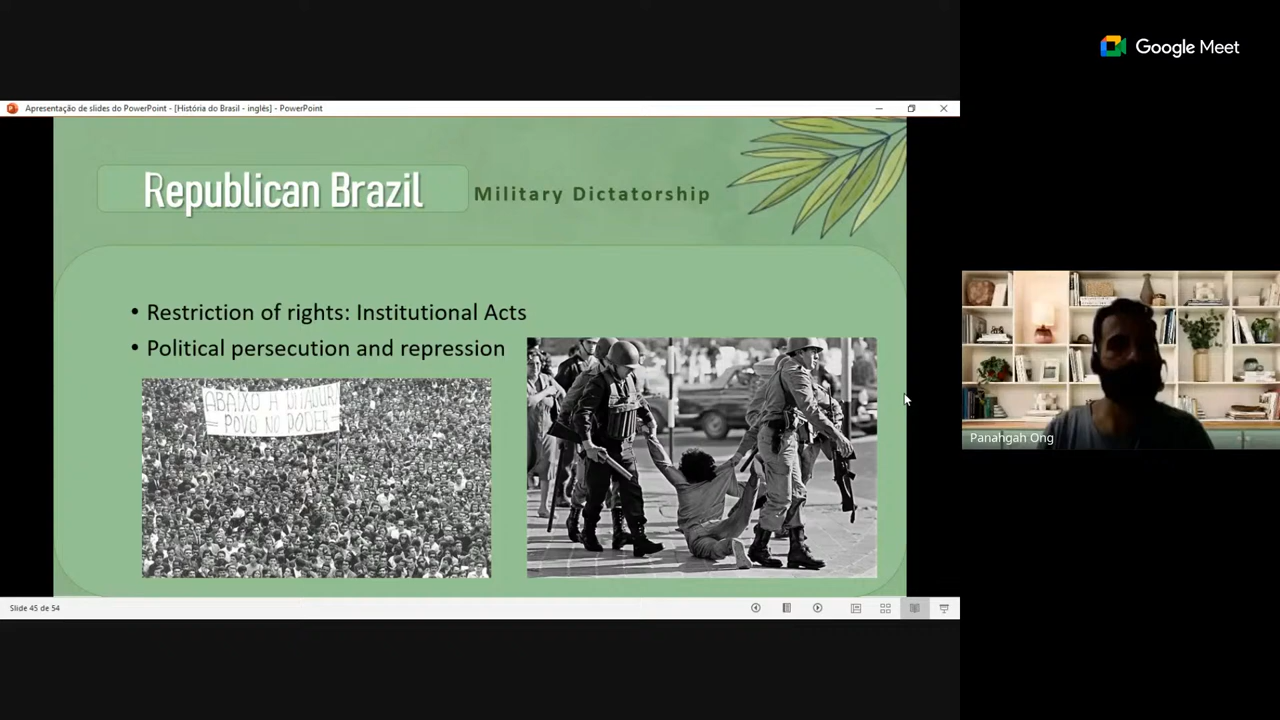 Google Meet
Apresentação de slides do PowerPoint - [História do Brasil - inglês] - PowerPoint
Republican Brazil
Military Dictatorship
• Restriction of rights: Institutional Acts
• Political persecution and repression
ABAIXO A DITADURA
= POVO NO PODER =
Panahgah Ong
Slide 45 de 54